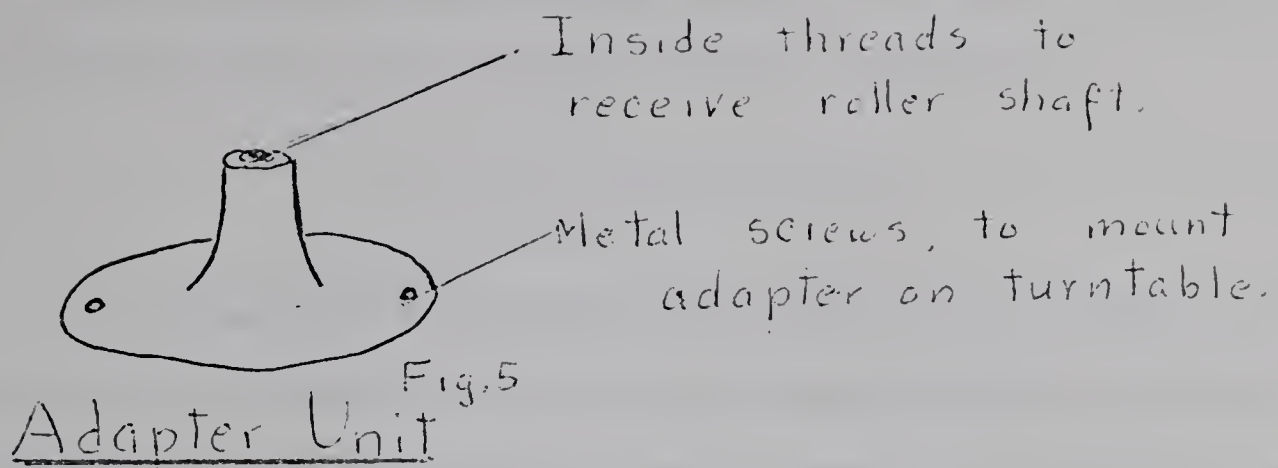 Inside threads to
receive roller shaft.
Metal screws, to mount
adapter on turntable.
Fig.5
Adapter Unit